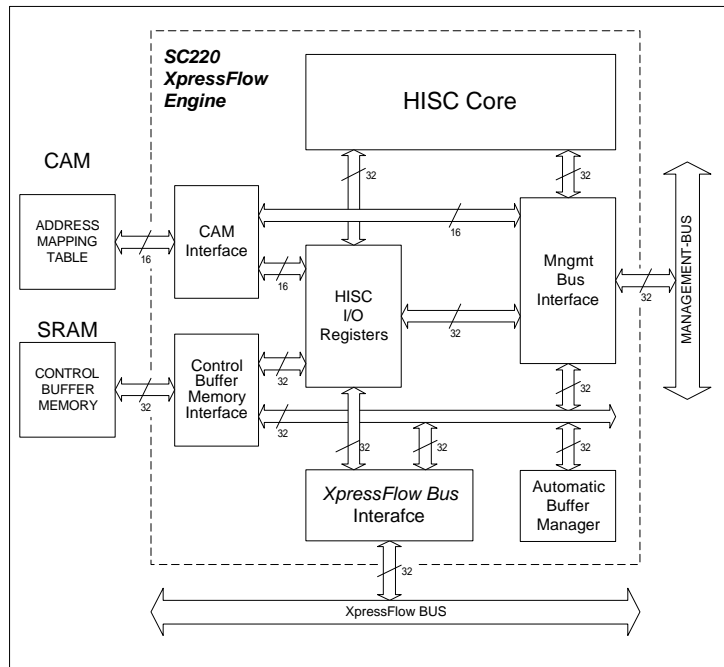 SC220
XpressFlow
Engine
HISC Core
CAM
32
32
ADDRESS
MAPPING
TABLE
16
CAM
Interface
16
16
Mngmt
Bus
Interface
32
MANAGEMENT-BUS
HISC
I/O
Registers
32
SRAM
CONTROL
BUFFER
MEMORY
32
Control
Buffer
Memory
Interface
32
32
32
32
32
32
XpressFlow Bus
Interafce
Automatic
Buffer
Manager
32
XpressFlow BUS